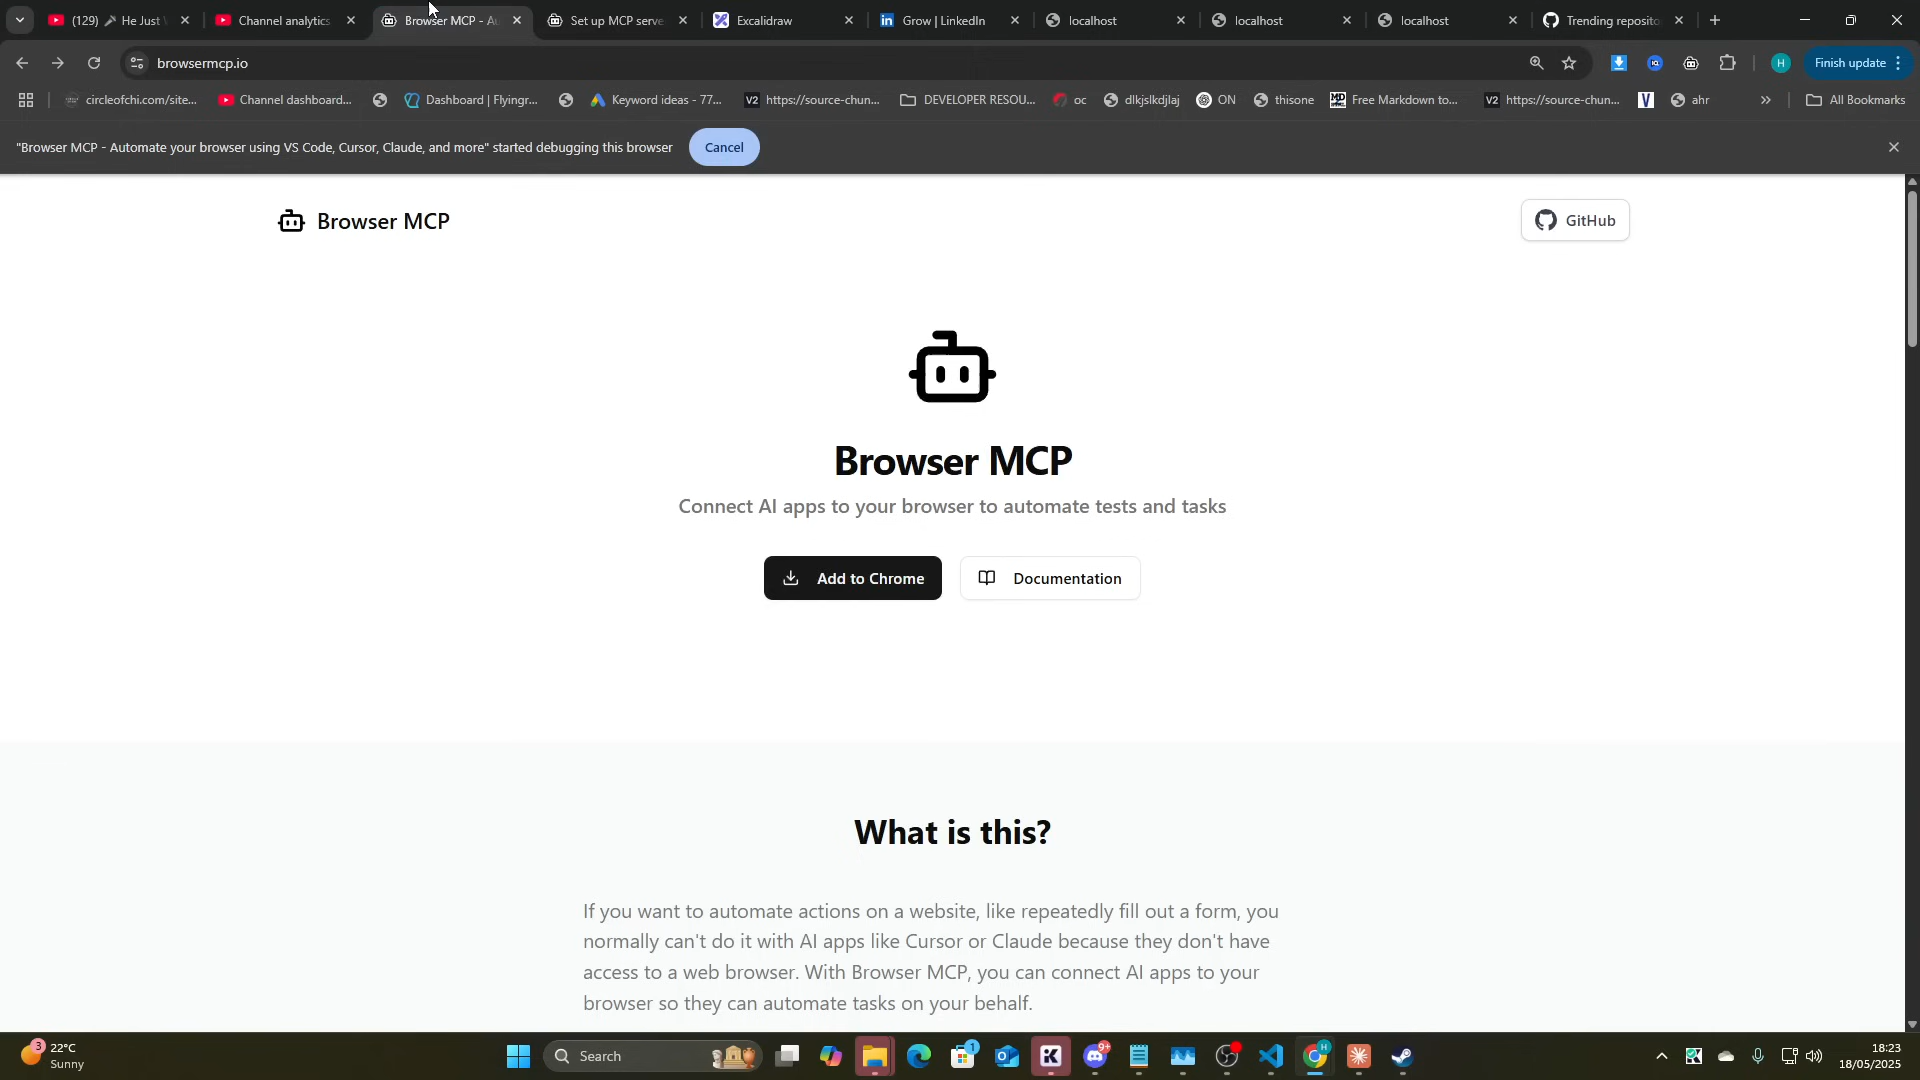 (129) 🎤 He Just
Channel analytics
Browser MCP - Au
Set up MCP serve
Excalidraw
Grow | LinkedIn
localhost
localhost
localhost
Trending reposito
browsermcp.io
H
Finish update
circleofchi.com/site...
Channel dashboard...
Dashboard | Flyingr...
Keyword ideas - 77...
V2
https://source-chun...
DEVELOPER RESOU...
oc
dlkjslkdjlaj
ON
thisone
Free Markdown to...
V2
https://source-chun...
V
ahr
»
All Bookmarks
"Browser MCP - Automate your browser using VS Code, Cursor, Claude, and more" started debugging this browser
Cancel
Browser MCP
GitHub
Browser MCP
Connect AI apps to your browser to automate tests and tasks
Add to Chrome
Documentation
What is this?
If you want to automate actions on a website, like repeatedly fill out a form, you
normally can't do it with AI apps like Cursor or Claude because they don't have
access to a web browser. With Browser MCP, you can connect AI apps to your
browser so they can automate tasks on your behalf.
3
22°C
Sunny
Search
1
9+
H
18:23
18/05/2025